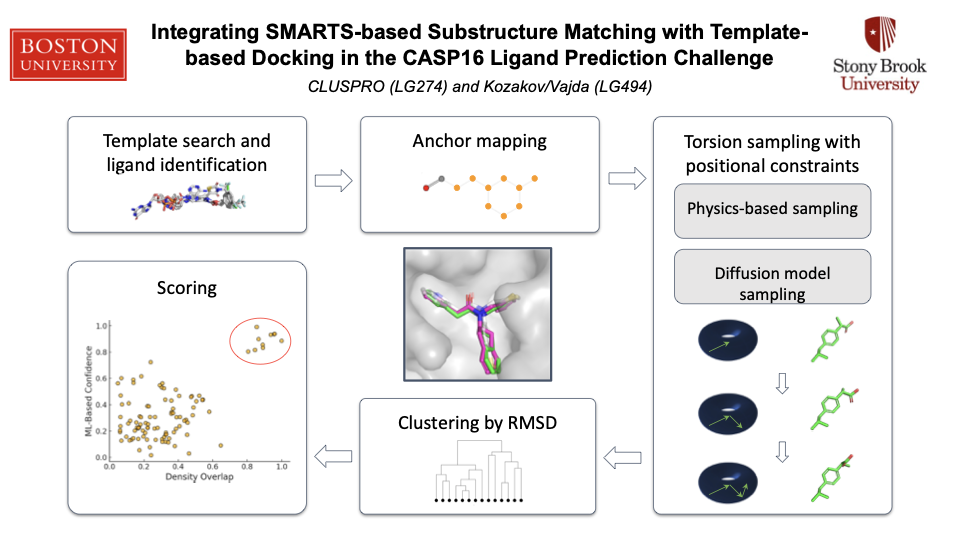 BOSTON
UNIVERSITY
Integrating SMARTS-based Substructure Matching with Template-
based Docking in the CASP16 Ligand Prediction Challenge
CLUSPRO (LG274) and Kozakov/Vajda (LG494)
Stony Brook
University
Template search and
ligand identification
Anchor mapping
Torsion sampling with
positional constraints
Physics-based sampling
Diffusion model
sampling
Clustering by RMSD
Scoring
ML-Based Confidence
1.0
0.8
0.6
0.4
0.2
0.0
0.0 0.2 0.4 0.6 0.8 1.0
Density Overlap